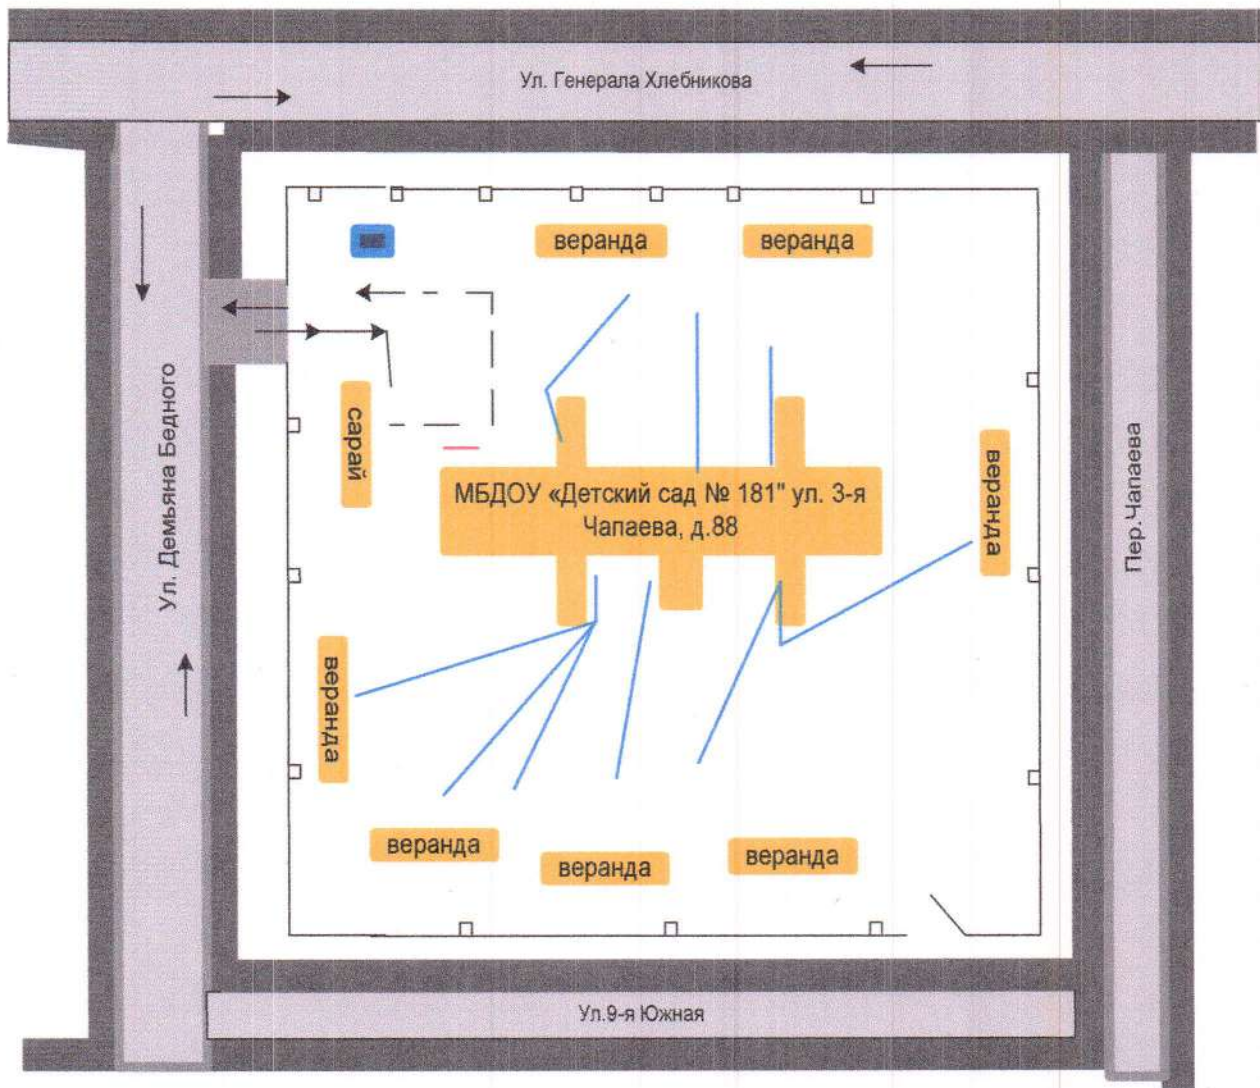 Ул. Генерала Хлебникова
веранда
веранда
Ул. Демьяна Бедного
сарай
МБДОУ «Детский сад № 181" ул. 3-я
Чапаева, д.88
веранда
Пер.Чапаева
веранда
веранда
веранда
веранда
Ул.9-я Южная